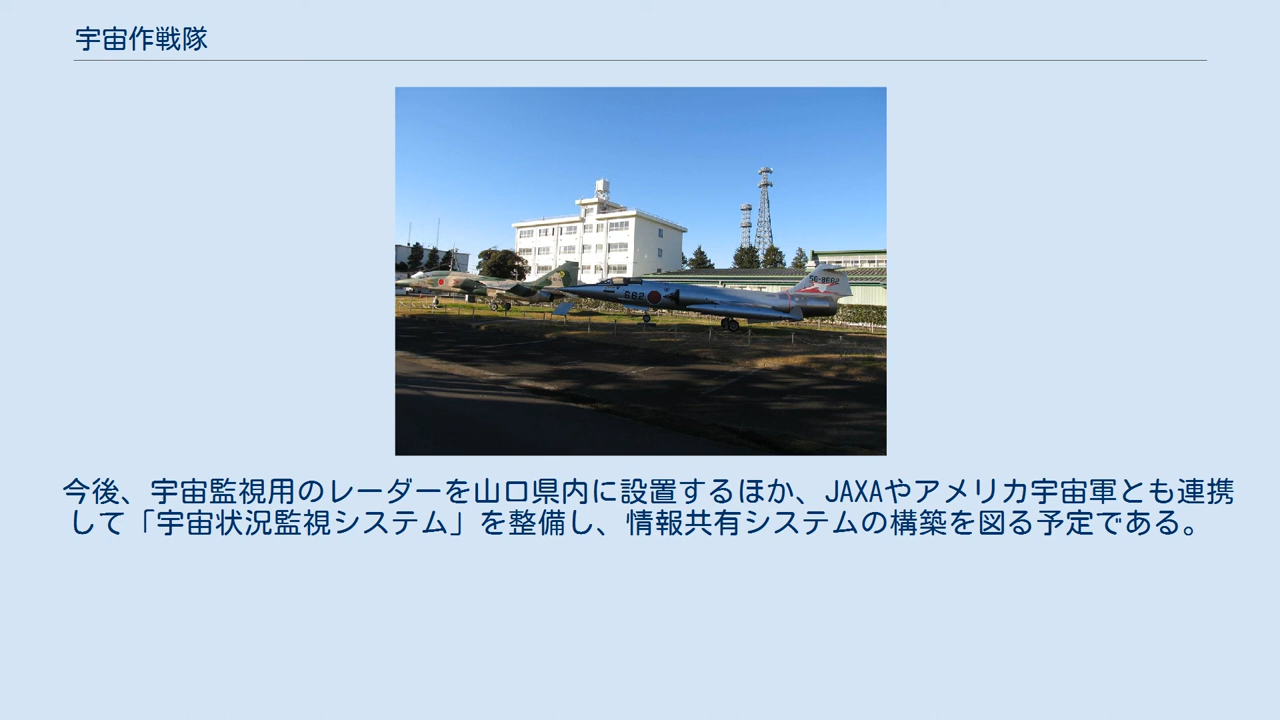 宇宙作戦隊
56-8662
662
今後、宇宙監視用のレーダーを山口県内に設置するほか、JAXAやアメリカ宇宙軍とも連携
して「宇宙状況監視システム」を整備し、情報共有システムの構築を図る予定である。